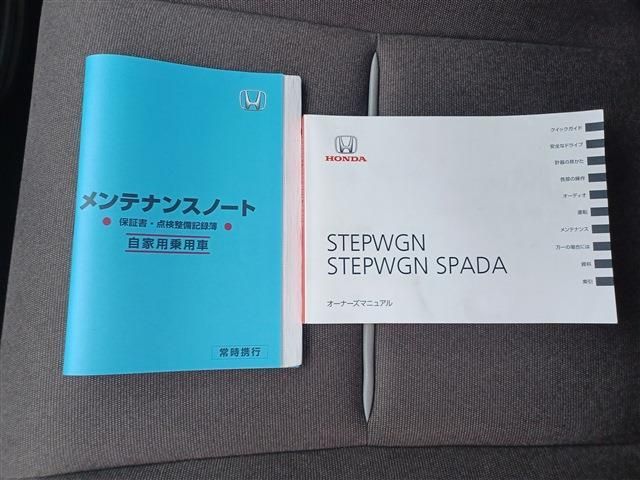 メンテナンスノート
保証書・点検整備記録簿
自家用乗用車
常時携行
HONDA
STEPWGN
STEPWGN SPADA
オーナーズマニュアル
クイックガイド
安全なドライブ
計器の見かた
各部の操作
オーディオ
運転
メンテナンス
万一の場合には
資料
索引